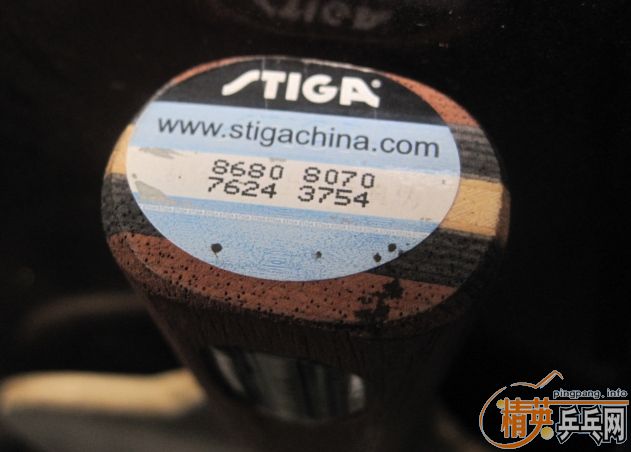 STIGA
www.stigachina.com
8680 8070
7624 3754
pingpang.info
精英乒乓网